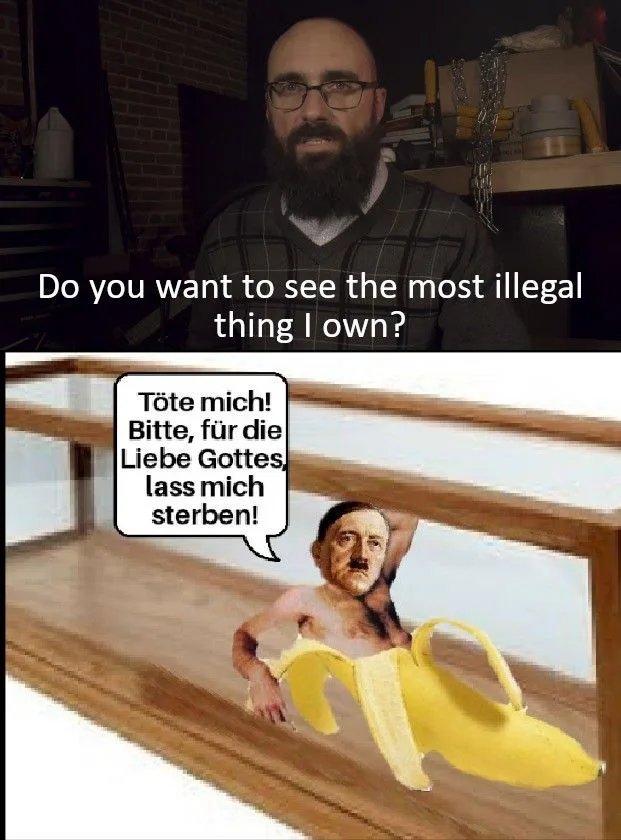 Do you want to see the most illegal
thing I own?
Töte mich!
Bitte, für die
Liebe Gottes,
lass mich
sterben!